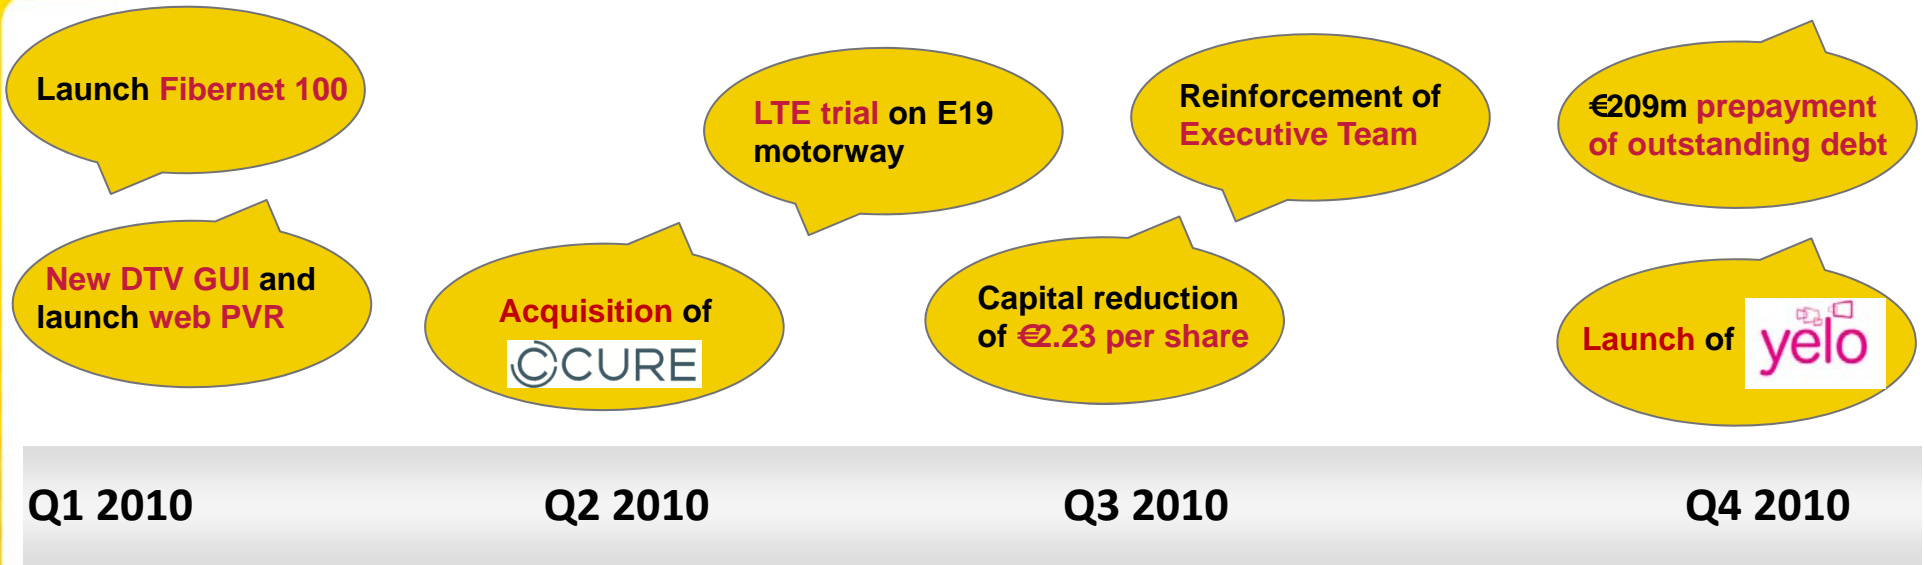 Launch Fibernet 100
New DTV GUI and
launch web PVR
Acquisition of
CCURE
LTE trial on E19
motorway
Capital reduction
of €2.23 per share
Reinforcement of
Executive Team
€209m prepayment
of outstanding debt
Launch of yelo
Q1 2010
Q2 2010
Q3 2010
Q4 2010